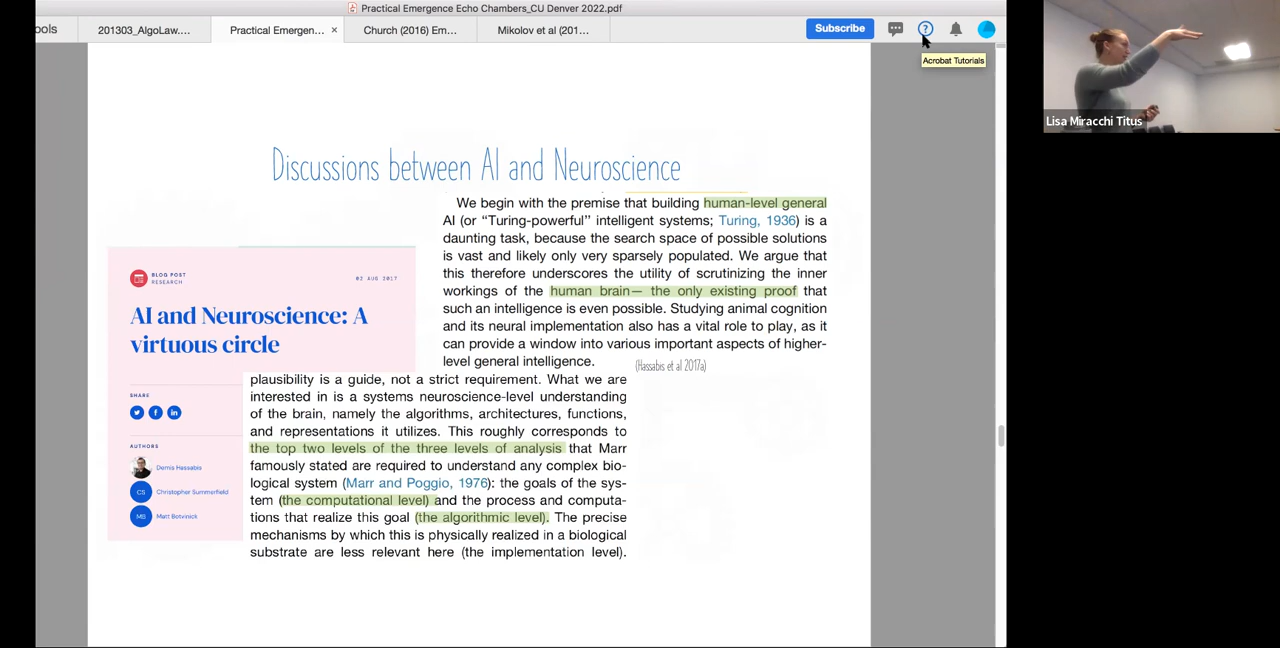 Practical Emergence Echo Chambers_CU Denver 2022.pdf
ools
201303_AlgoLaw....
Practical Emergen... ×
Church (2016) Em...
Mikolov et al (201...
Subscribe
?
Acrobat Tutorials
Lisa Miracchi Titus
Discussions between AI and Neuroscience
We begin with the premise that building human-level general
AI (or “Turing-powerful” intelligent systems; Turing, 1936) is a
daunting task, because the search space of possible solutions
is vast and likely only very sparsely populated. We argue that
this therefore underscores the utility of scrutinizing the inner
workings of the human brain— the only existing proof that
such an intelligence is even possible. Studying animal cognition
and its neural implementation also has a vital role to play, as it
can provide a window into various important aspects of higher-
level general intelligence.
(Hassabis et al 2017a)
BLOG POST
RESEARCH
02 AUG 2017
AI and Neuroscience: A
virtuous circle
SHARE
AUTHORS
Demis Hassabis
CS Christopher Summerfield
MB Matt Botvinick
plausibility is a guide, not a strict requirement. What we are
interested in is a systems neuroscience-level understanding
of the brain, namely the algorithms, architectures, functions,
and representations it utilizes. This roughly corresponds to
the top two levels of the three levels of analysis that Marr
famously stated are required to understand any complex bio-
logical system (Marr and Poggio, 1976): the goals of the sys-
tem (the computational level) and the process and computa-
tions that realize this goal (the algorithmic level). The precise
mechanisms by which this is physically realized in a biological
substrate are less relevant here (the implementation level).